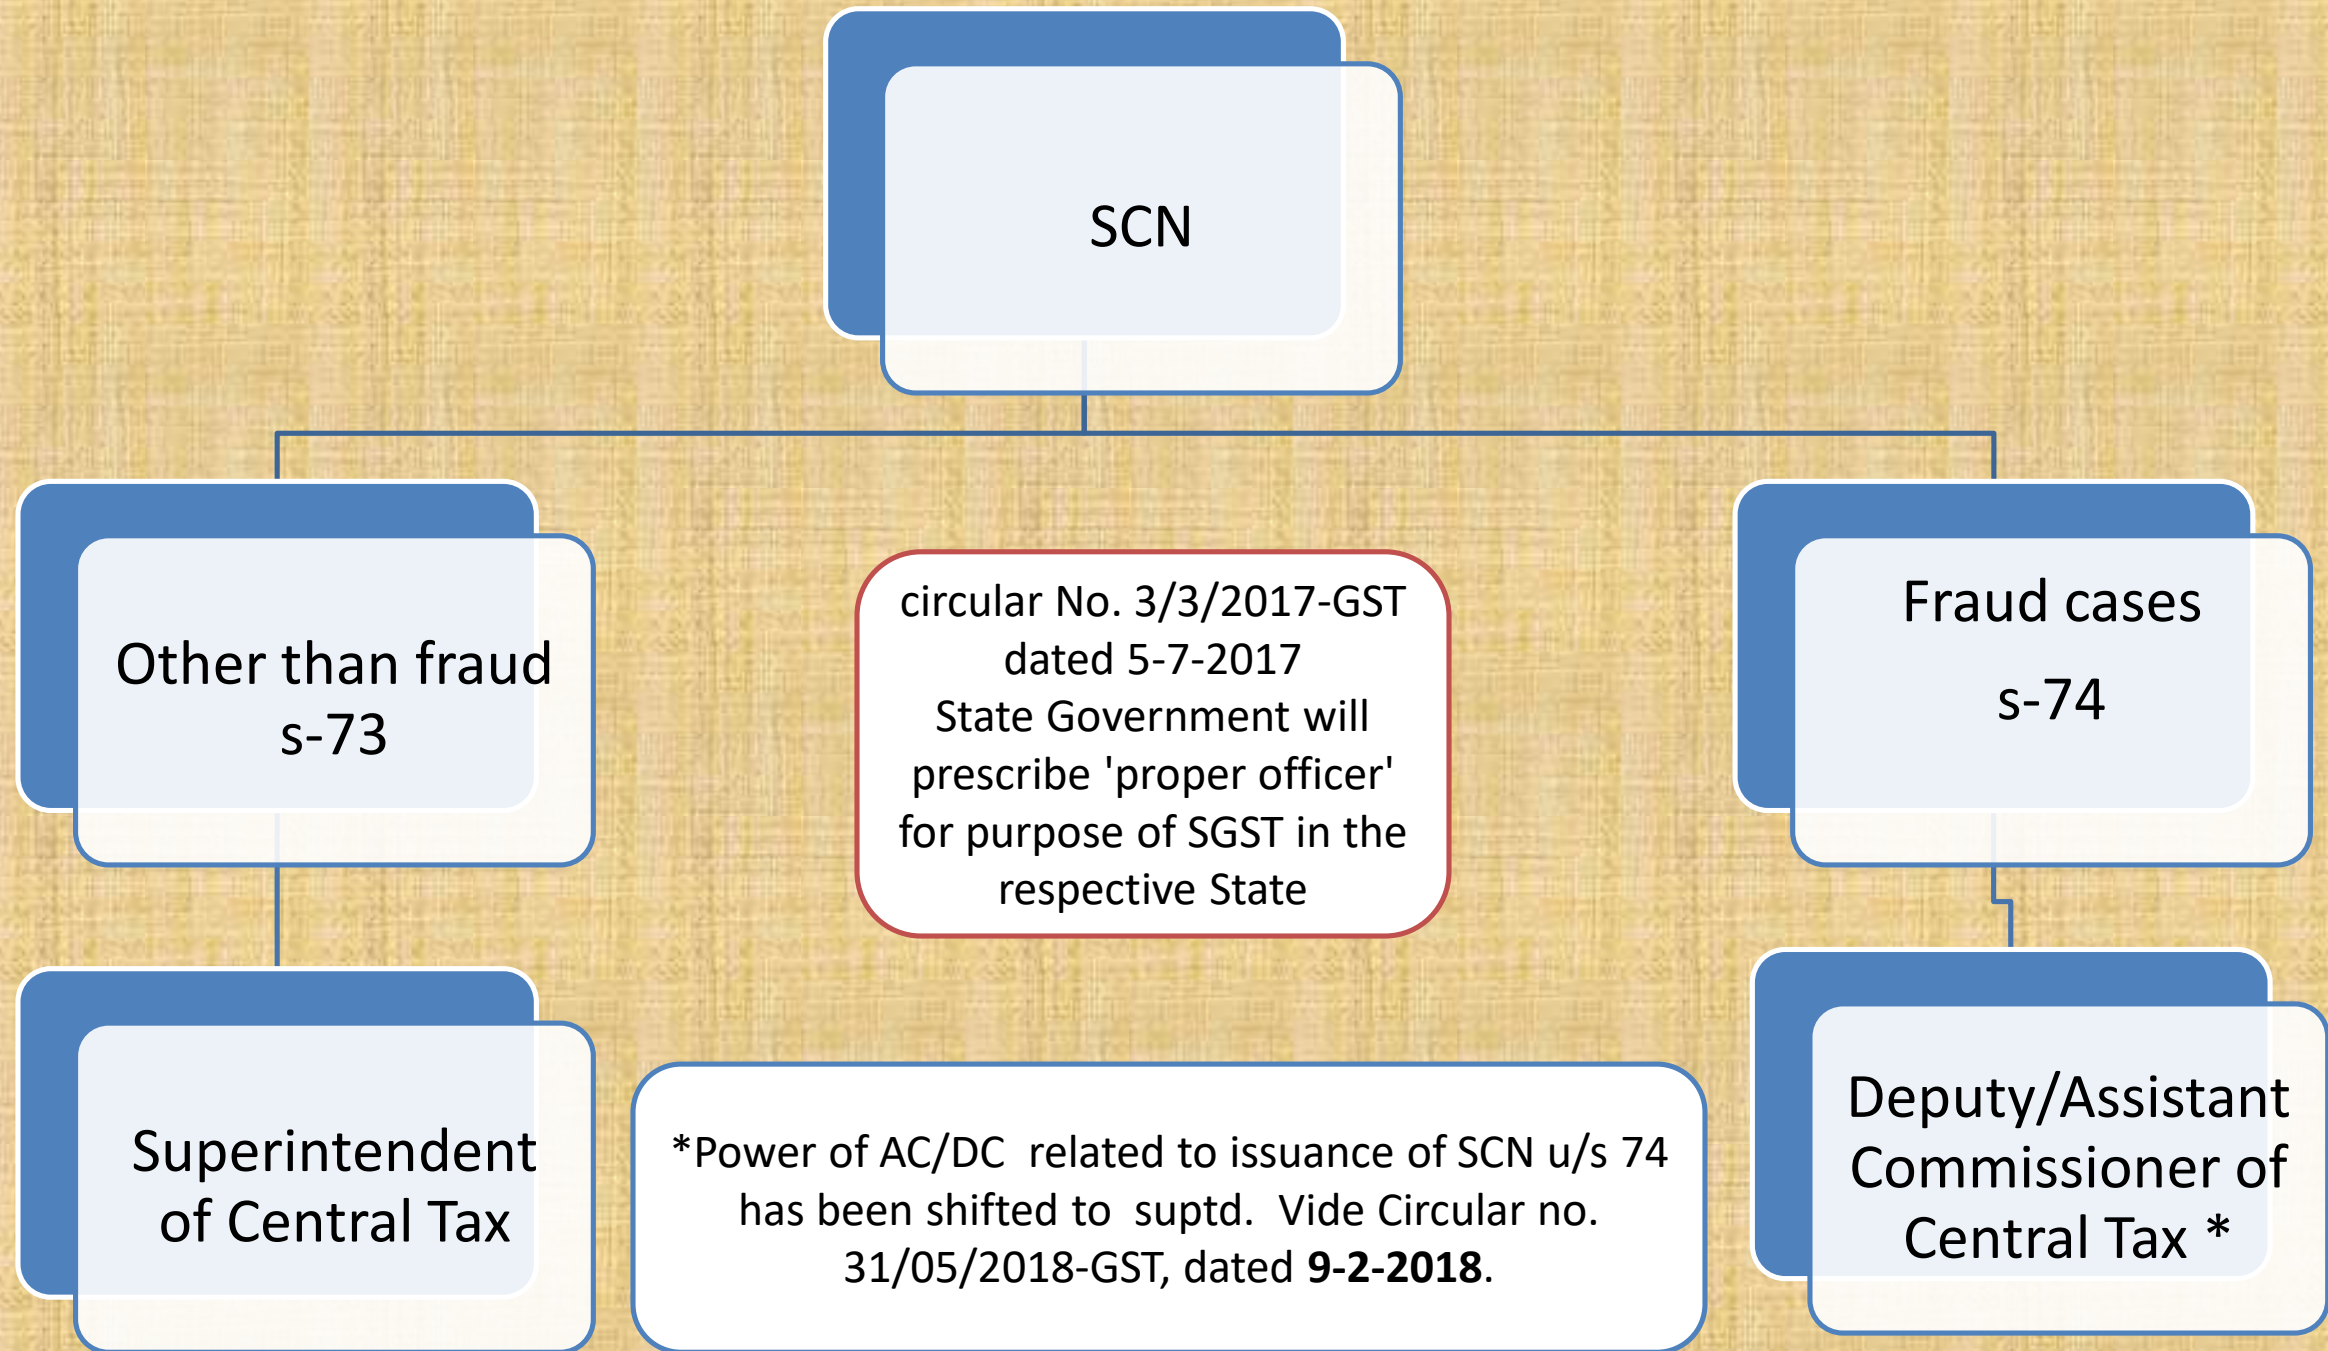 SCN
Other than fraud
s-73
circular No. 3/3/2017-GST
dated 5-7-2017
State Government will
prescribe 'proper officer'
for purpose of SGST in the
respective State
Fraud cases
s-74
Superintendent
of Central Tax
*Power of AC/DC  related to issuance of SCN u/s 74
has been shifted to  suptd.  Vide Circular no.
31/05/2018-GST, dated 9-2-2018.
Deputy/Assistant
Commissioner of
Central Tax *